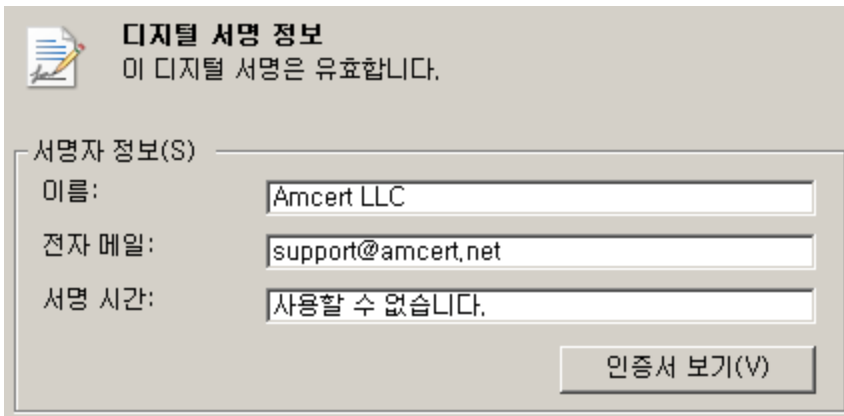 디지털 서명 정보
이 디지털 서명은 유효합니다.
서명자 정보(S)
이름:
Amcert LLC
전자 메일:
support@amcert.net
서명 시간:
사용할 수 없습니다.
인증서 보기(V)